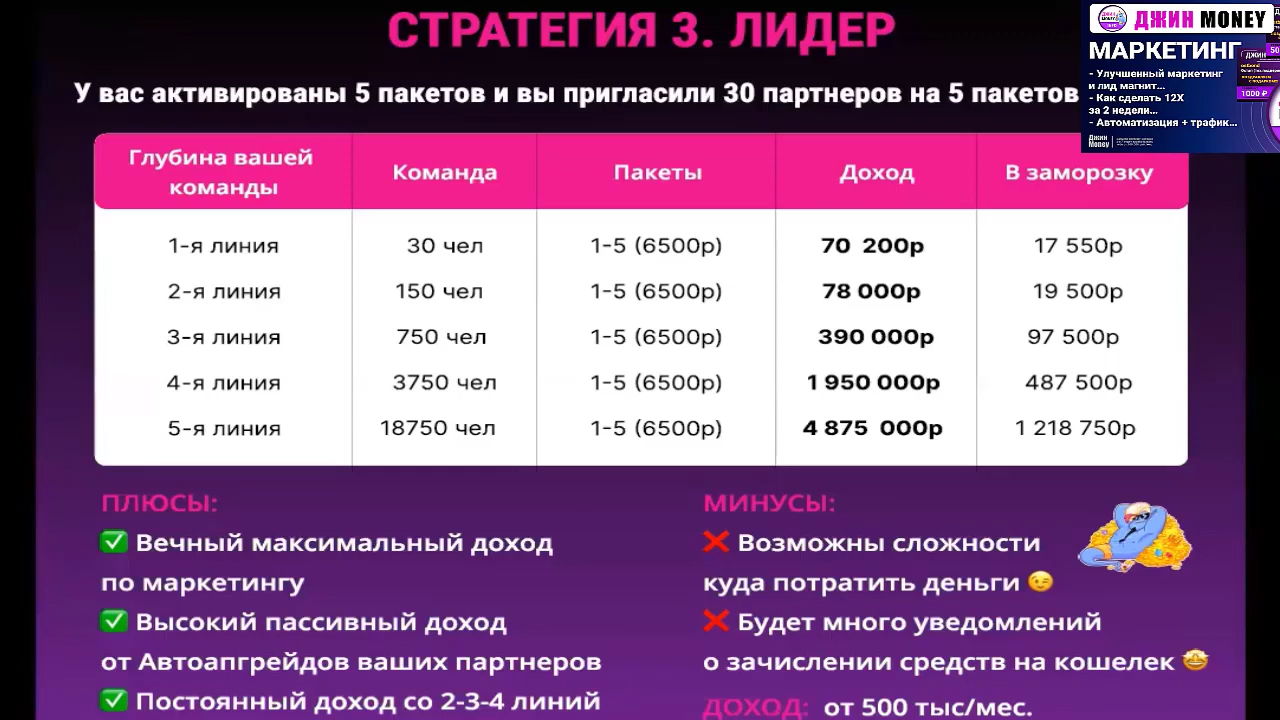 СТРАТЕГИЯ 3. ЛИДЕР
У вас активированы 5 пакетов и вы пригласили 30 партнеров на 5 пакетов
ДЖИН MONEY
МАРКЕТИНГ
- Улучшенный маркетинг
и лид магнит...
- Как сделать 12Х
за 2 недели...
- Автоматизация + трафик...
Джин
Money
1000 ₽
Глубина вашей
команды
Команда
Пакеты
Доход
В заморозку
1-я линия 30 чел 1-5 (6500р) 70 200р 17 550р
2-я линия 150 чел 1-5 (6500р) 78 000р 19 500р
3-я линия 750 чел 1-5 (6500р) 390 000р 97 500р
4-я линия 3750 чел 1-5 (6500р) 1 950 000р 487 500р
5-я линия 18750 чел 1-5 (6500р) 4 875 000р 1 218 750р
ПЛЮСЫ:
✅ Вечный максимальный доход
по маркетингу
✅ Высокий пассивный доход
от Автоапгрейдов ваших партнеров
✅ Постоянный доход со 2-3-4 линий
МИНУСЫ:
❌ Возможны сложности
куда потратить деньги 😉
❌ Будет много уведомлений
о зачислении средств на кошелек 🤩
ДОХОД: от 500 тыс/мес.